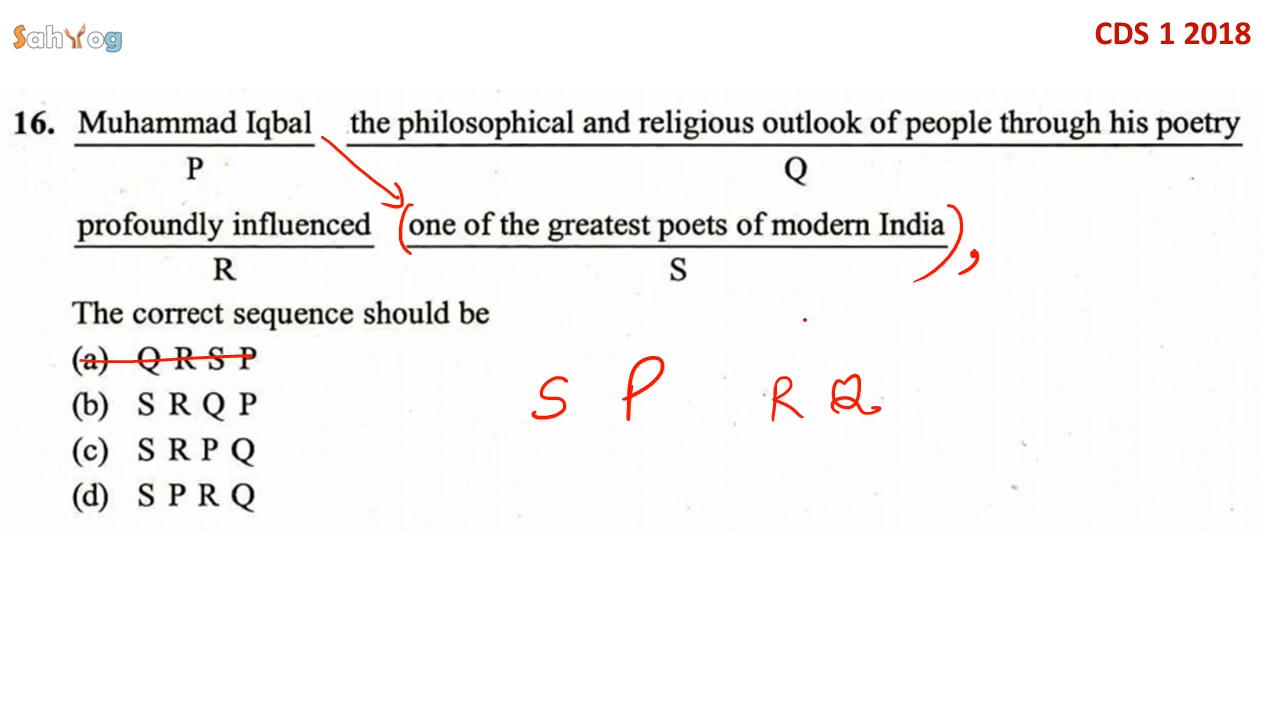 SahYog
CDS 1 2018
16. Muhammad Iqbal the philosophical and religious outlook of people through his poetry
P Q
profoundly influenced (one of the greatest poets of modern India),
R S
The correct sequence should be
(a) Q R S P
(b) S R Q P
S P R Q
(c) S R P Q
(d) S P R Q